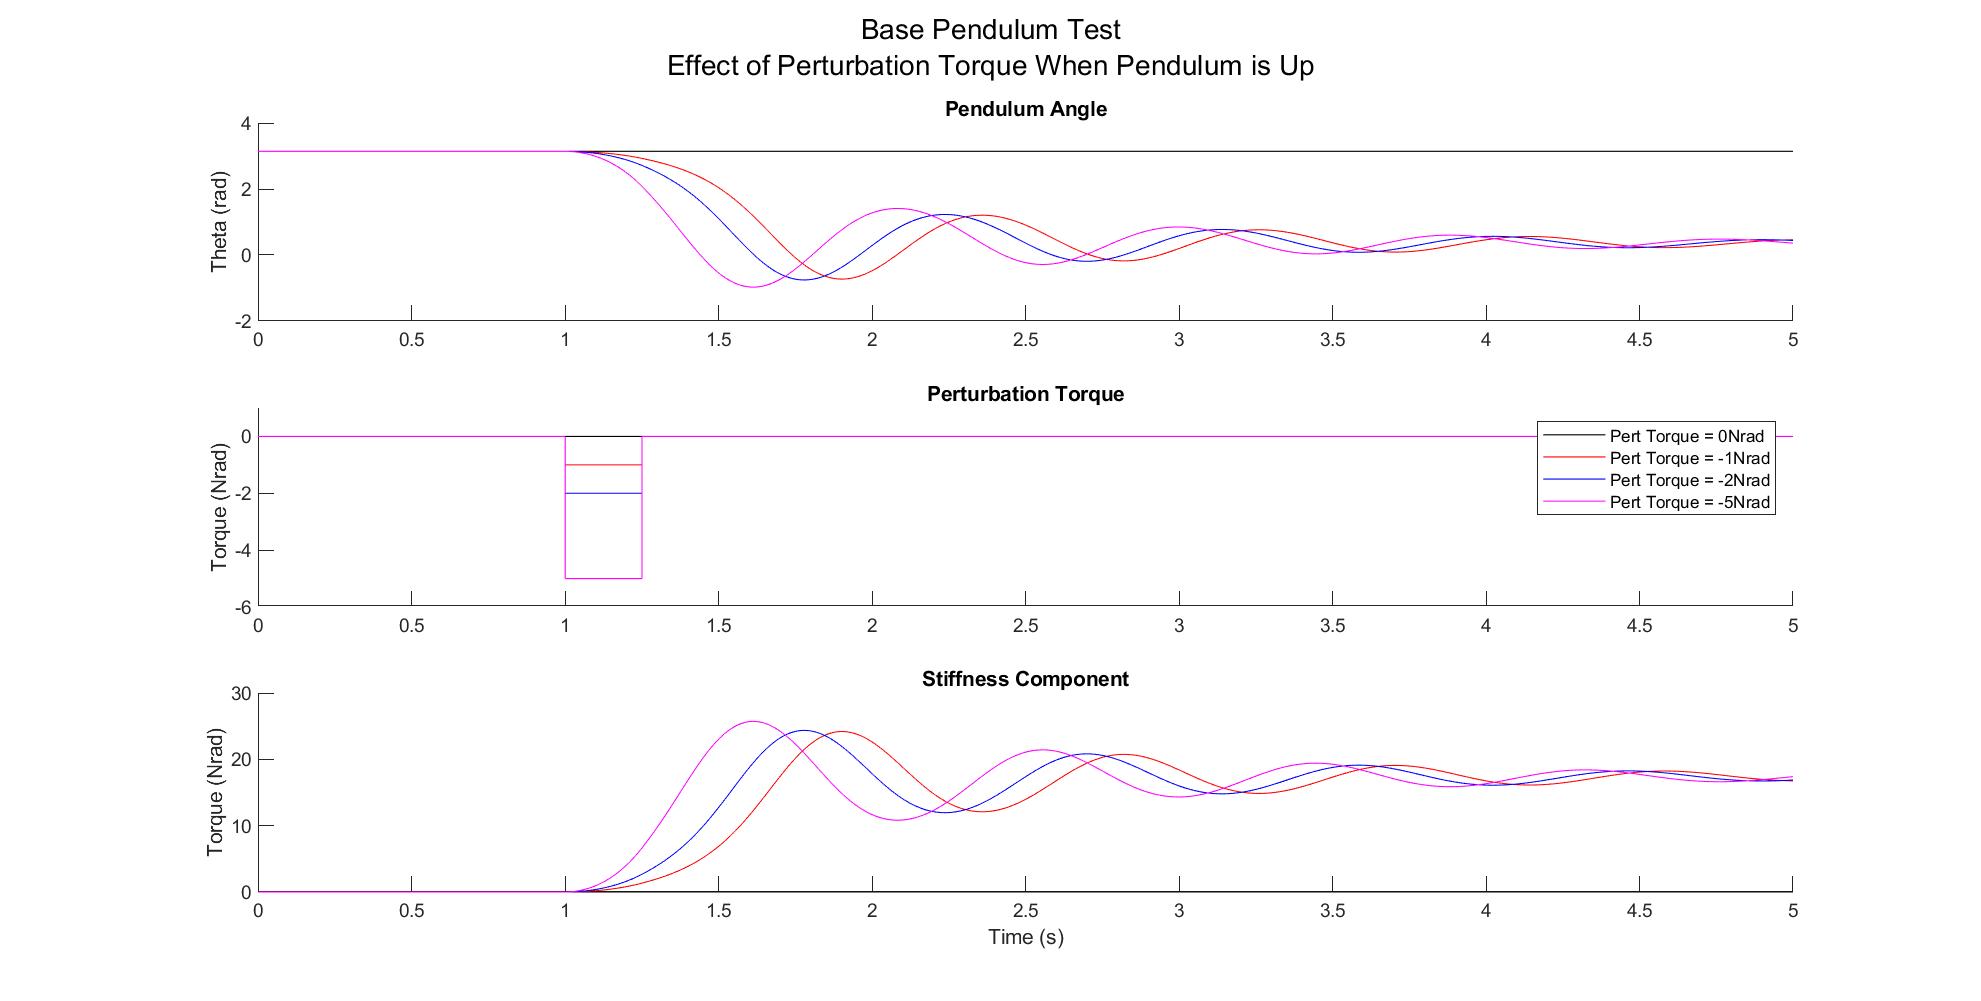 Base Pendulum Test
Effect of Perturbation Torque When Pendulum is Up
Pendulum Angle
Theta (rad)
4
2
0
-2
0 0.5 1 1.5 2 2.5 3 3.5 4 4.5 5
Perturbation Torque
Torque (Nrad)
0
-2
-4
-6
0 0.5 1 1.5 2 2.5 3 3.5 4 4.5 5
Pert Torque = 0Nrad
Pert Torque = -1Nrad
Pert Torque = -2Nrad
Pert Torque = -5Nrad
Stiffness Component
Torque (Nrad)
30
20
10
0
0 0.5 1 1.5 2 2.5 3 3.5 4 4.5 5
Time (s)